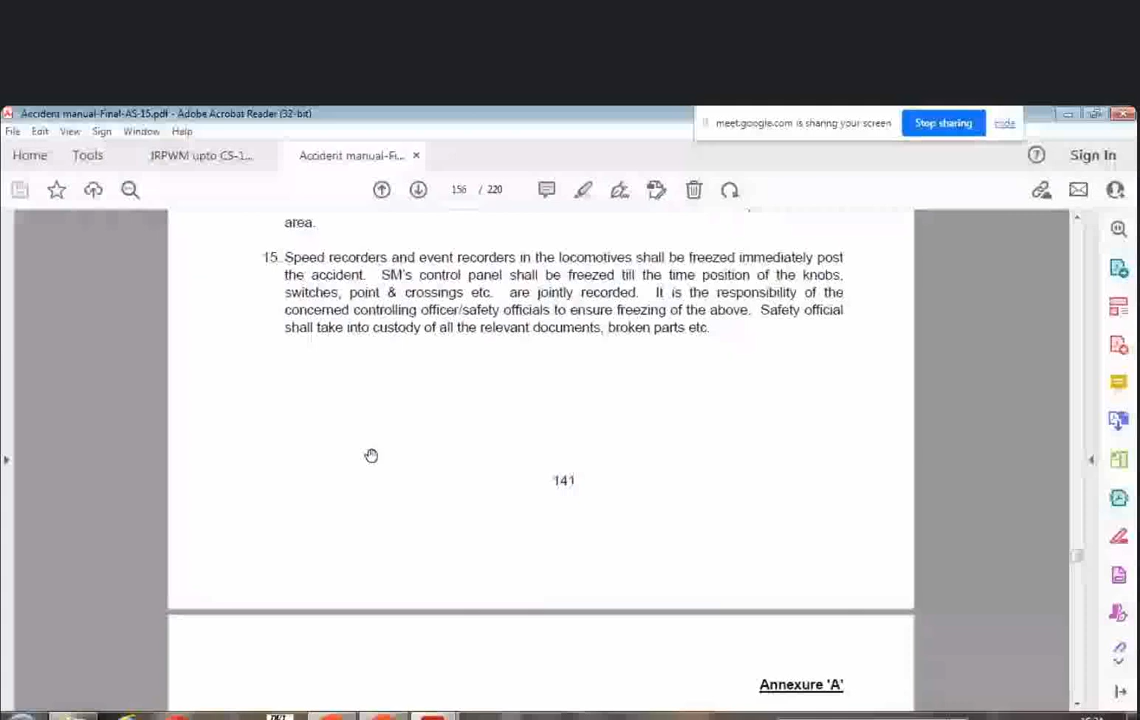 Accident manual-Final-AS-15.pdf - Adobe Acrobat Reader (32-bit)
meet.google.com is sharing your screen
Stop sharing
Hide
File Edit View Sign Window Help
Home Tools IRPWM upto CS-1... Accident manual-Fi... ×
Sign In
156 / 220
area.
15. Speed recorders and event recorders in the locomotives shall be freezed immediately post
the accident. SM's control panel shall be freezed till the time position of the knobs,
switches, point & crossings etc. are jointly recorded. It is the responsibility of the
concerned controlling officer/safety officials to ensure freezing of the above. Safety official
shall take into custody of all the relevant documents, broken parts etc.
141
Annexure 'A'